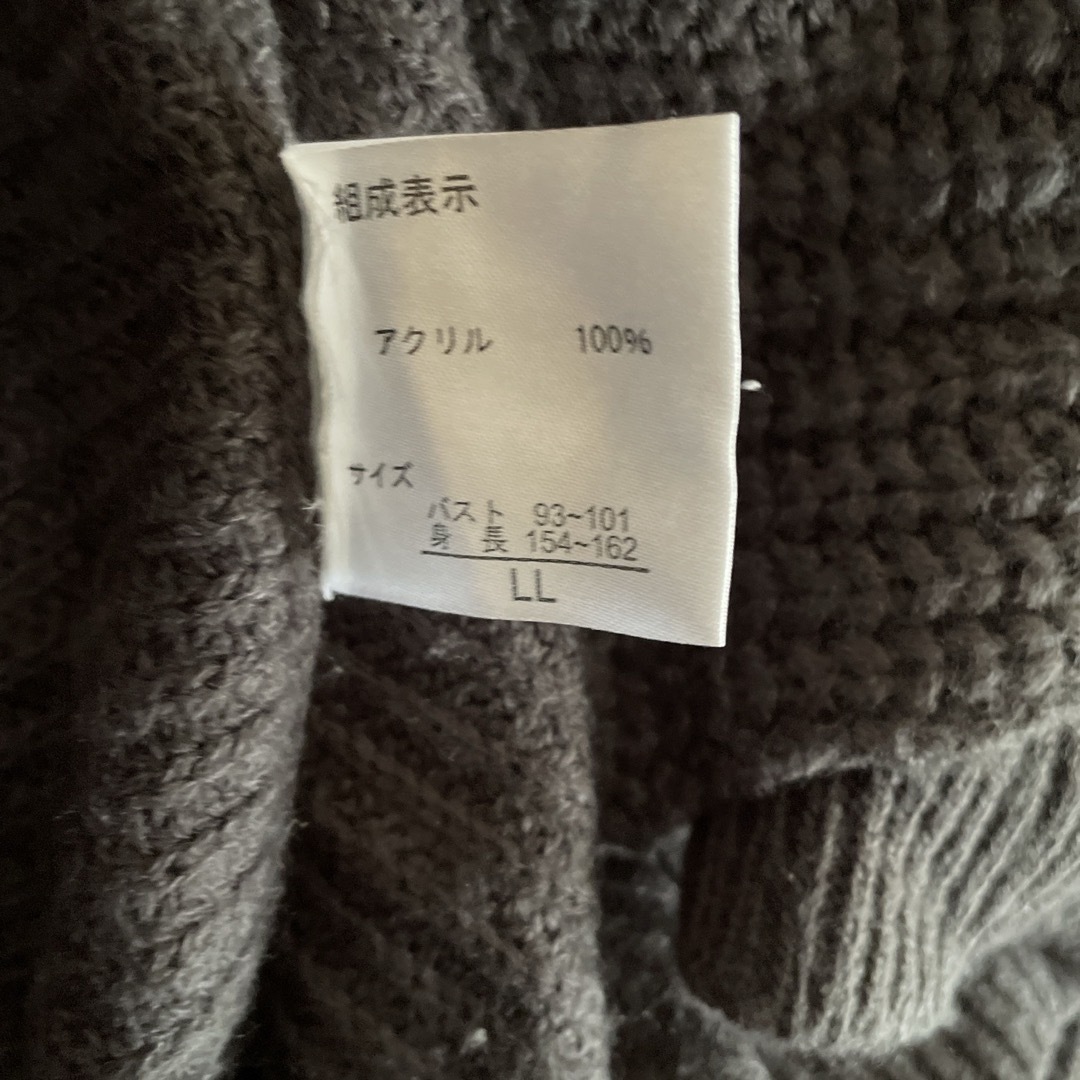 組成表示
アクリル 100%
サイズ
バスト 93~101
身 長 154~162
LL